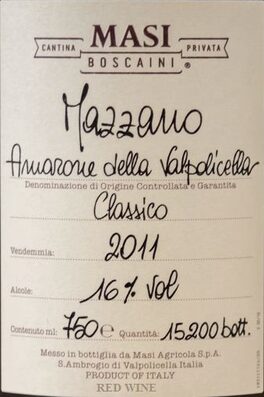 MASI
CANTINA PRIVATA
BOSCAINI ®
Mazzano
Amarone della Valpolicella
Denominazione di Origine Controllata e Garantita
Classico
Vendemmia: 2011
Alcole: 16% vol
Contenuto ml: 750 e Quantità: 15200 bott.
Messo in bottiglia da Masi Agricola S.p.A.
S.Ambrogio di Valpolicella Italia
PRODUCT OF ITALY
RED WINE